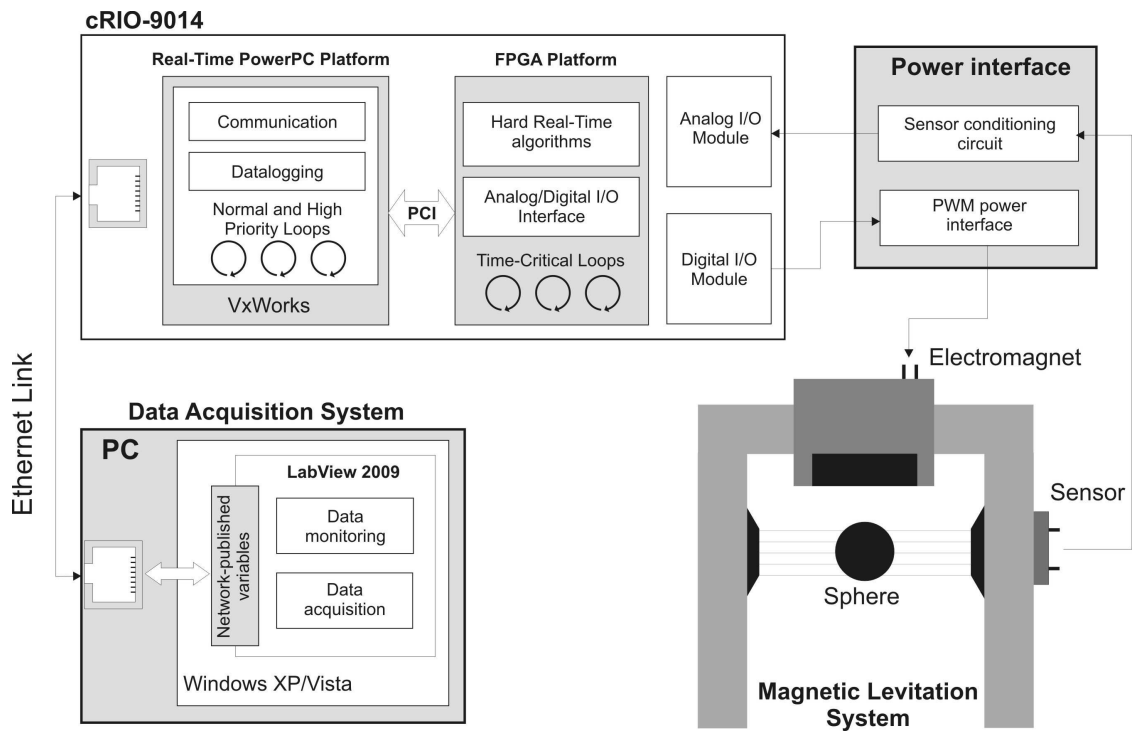 cRIO-9014
Real-Time PowerPC Platform
Communication
Datalogging
Normal and High
Priority Loops
VxWorks
PCI
FPGA Platform
Hard Real-Time
algorithms
Analog/Digital I/O
Interface
Time-Critical Loops
Analog I/O
Module
Digital I/O
Module
Power interface
Sensor conditioning
circuit
PWM power
interface
Ethernet Link
Data Acquisition System
PC
LabView 2009
Network-published
variables
Data
monitoring
Data
acquisition
Windows XP/Vista
Electromagnet
Sensor
Sphere
Magnetic Levitation
System